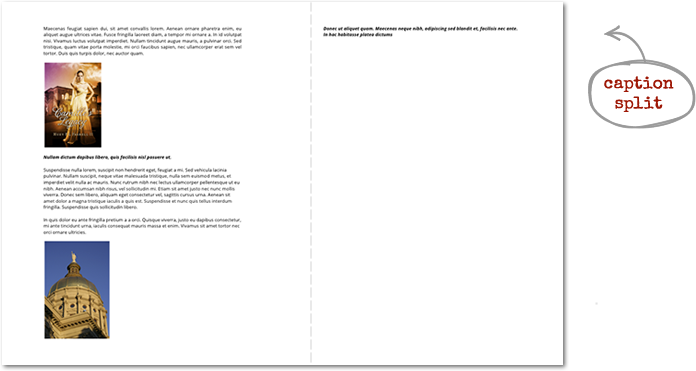 Maecenas feugiat sapien dui, sit amet convallis lorem. Aenean ornare pharetra enim, eu
aliquet augue ultrices vitae. Fusce fringilla laoreet diam, a tempor mi ornare a. In id volutpat
nisi. Vivamus luctus volutpat imperdiet. Nullam tincidunt augue mauris, a pulvinar orci. Sed
tristique, quam vitae porta molestie, mi orci faucibus sapien, nec ullamcorper erat sem vel
tortor. Duis quis turpis dolor, nec auctor quam.
Nullam dictum dapibus libero, quis facilisis nisl posuere ut.
Suspendisse nulla lorem, suscipit non hendrerit eget, feugiat a mi. Sed vehicula lacinia
pulvinar. Nullam suscipit, neque vitae malesuada tristique, nulla sem euismod metus, et
imperdiet velit nulla ac mauris. Nunc rutrum nibh nec lectus ullamcorper pellentesque ut eu
nibh. Aenean accumsan nibh risus, vel sollicitudin mi. Etiam sit amet justo nec nunc mollis
viverra. Donec sem libero, aliquam eget consectetur vel, sagittis cursus urna. Aenean sit
amet dolor a magna tristique iaculis a quis est. Suspendisse et nunc quis tellus interdum
fringilla. Suspendisse quis sollicitudin libero.
In quis dolor eu ante fringilla pretium a a orci. Quisque viverra, justo eu dapibus consectetur,
mi ante tincidunt urna, iaculis consequat mauris massa et enim. Vivamus sit amet tortor nec
orci ornare ultricies.
Donec ut aliquet quam. Maecenas neque nibh, adipiscing sed blandit et, facilisis nec ante.
In hac habitasse platea dictums
caption
split